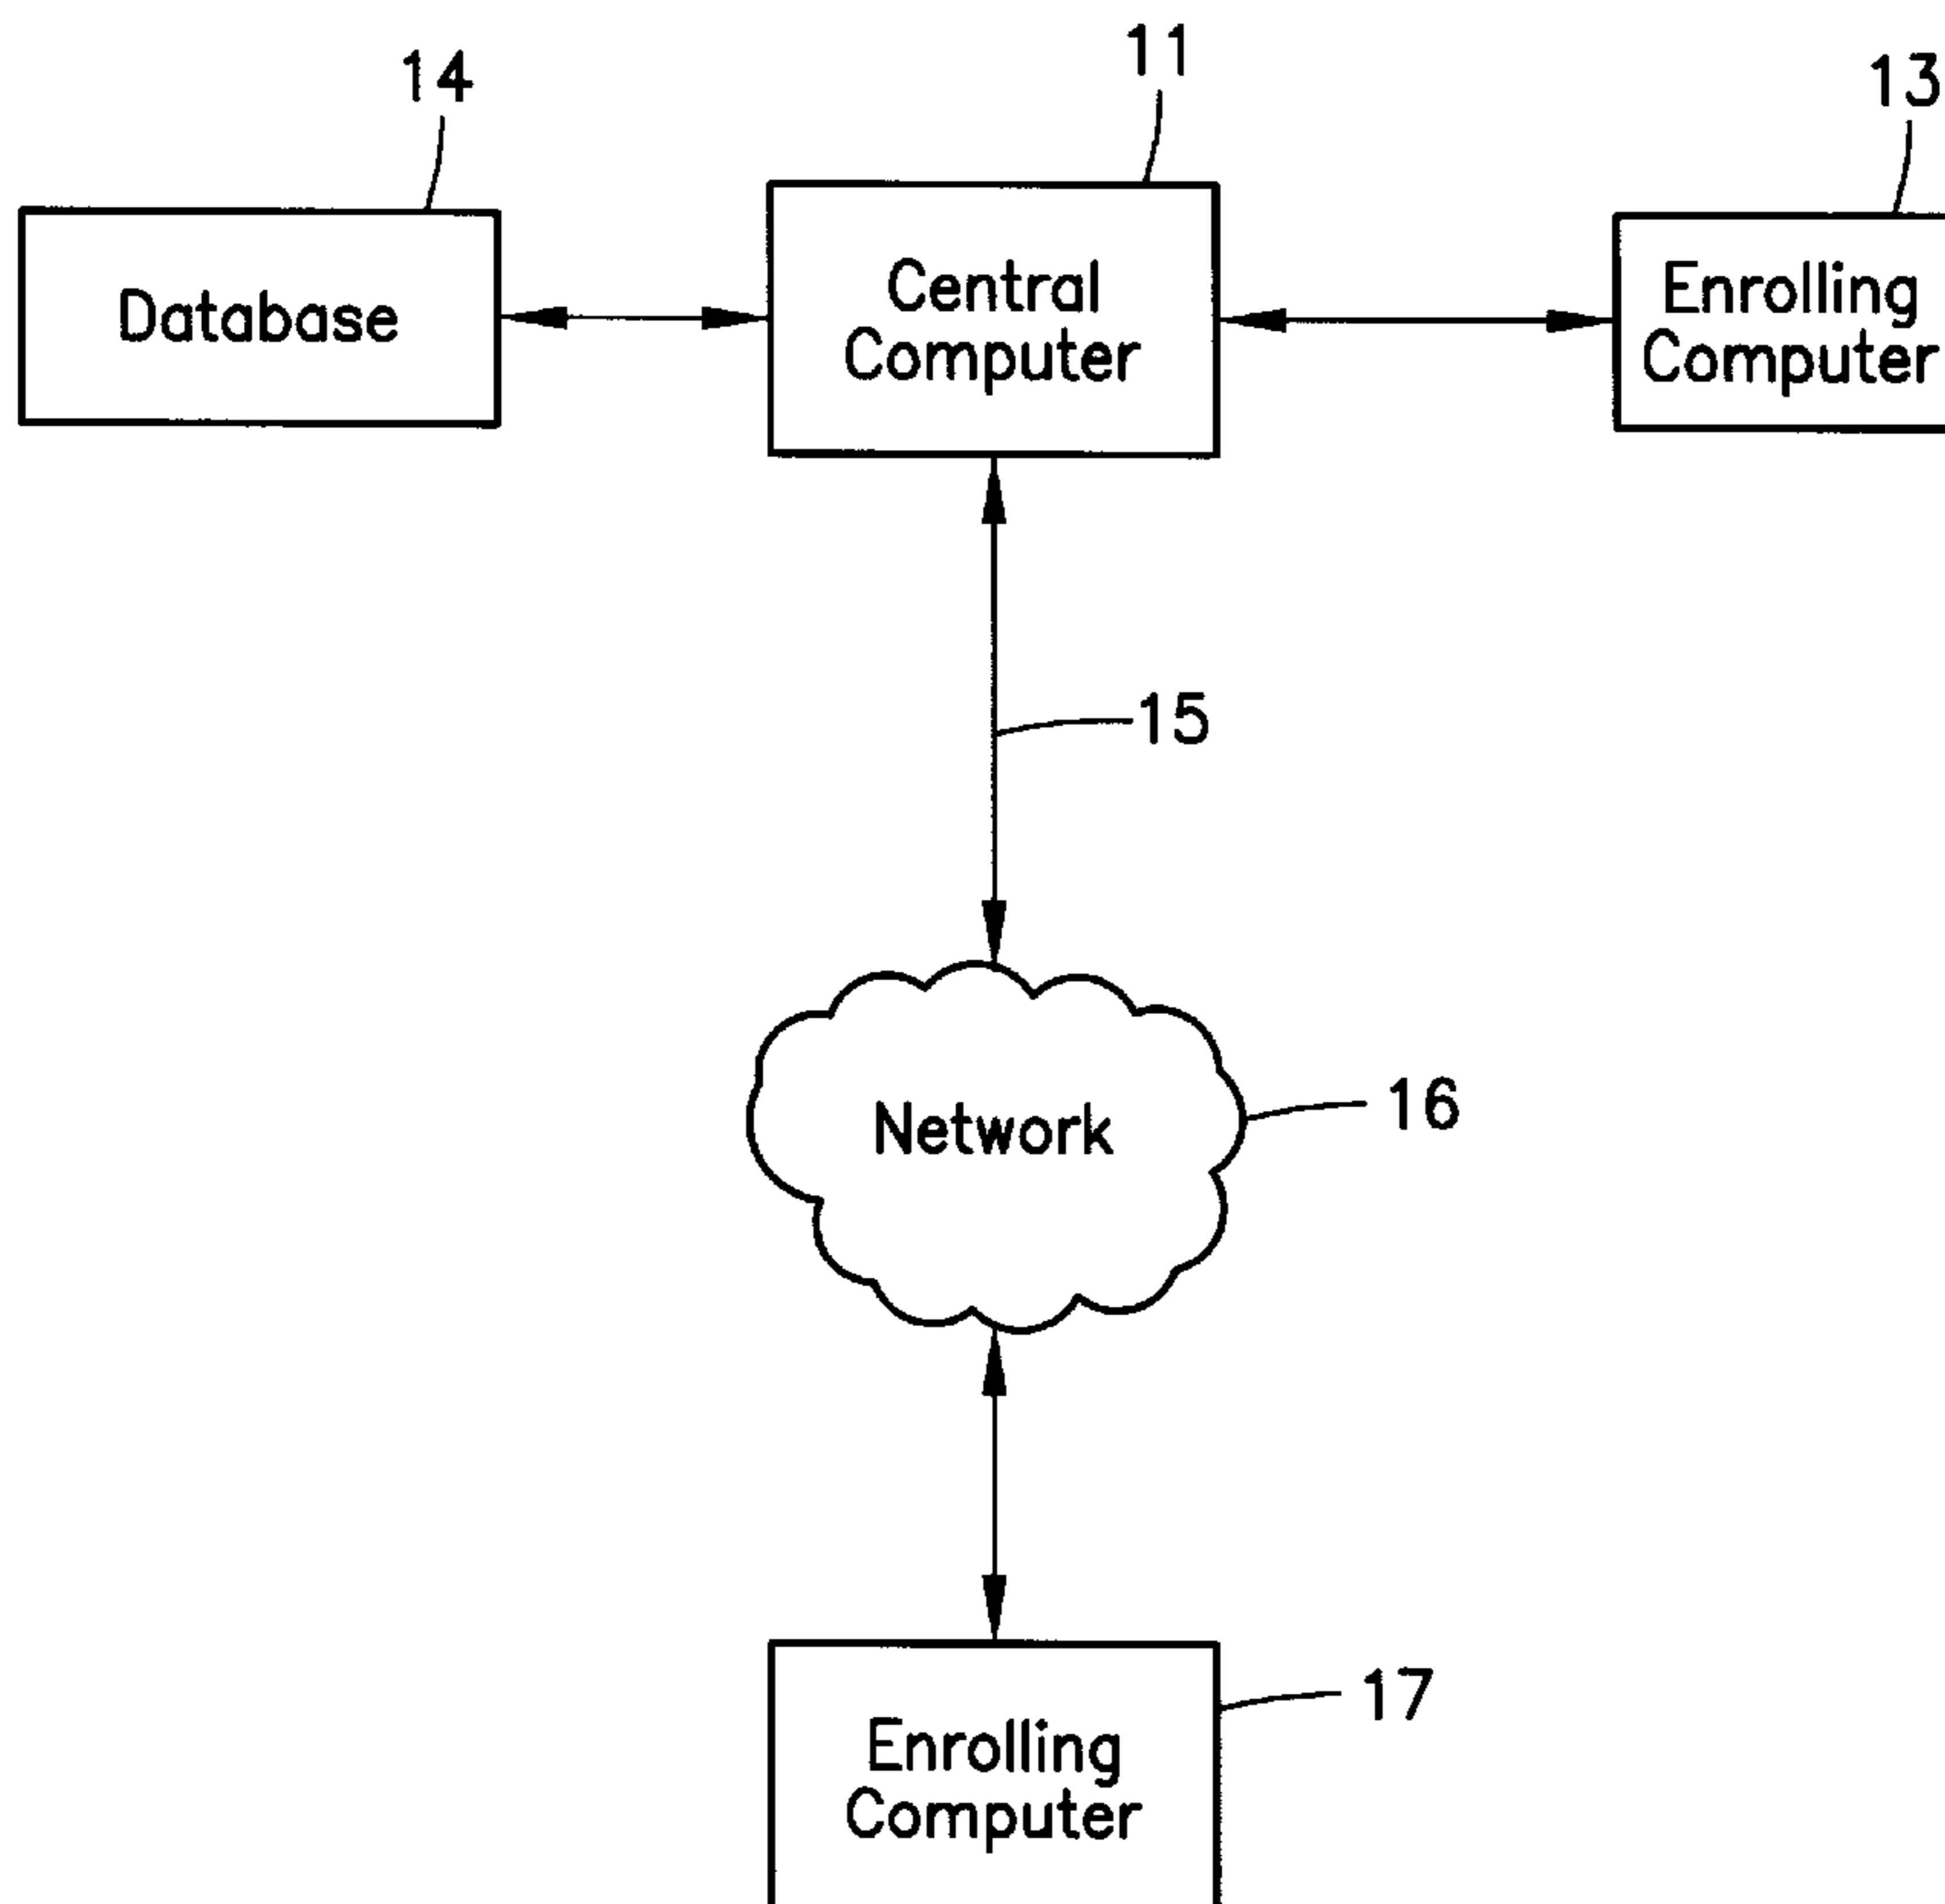 14
11
13
Database
Central
Computer
Enrolling
Computer
15
Network
16
17
Enrolling
Computer